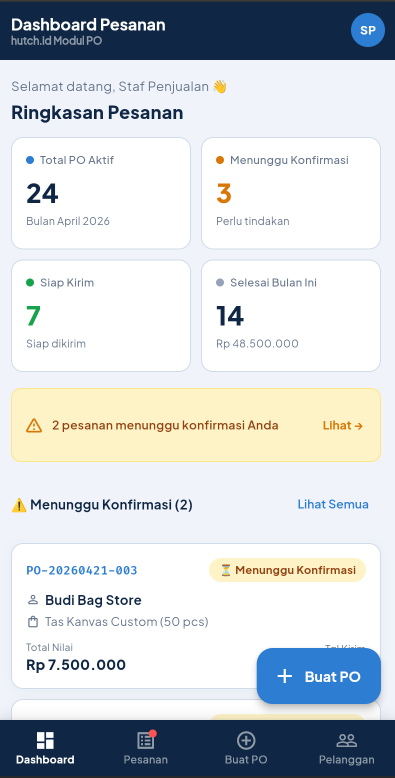 Dashboard Pesanan
hutch.id Modul PO
SP
Selamat datang, Staf Penjualan 👋
Ringkasan Pesanan
Total PO Aktif
24
Bulan April 2026
Menunggu Konfirmasi
3
Perlu tindakan
Siap Kirim
7
Siap dikirim
Selesai Bulan Ini
14
Rp 48.500.000
2 pesanan menunggu konfirmasi Anda
Lihat →
⚠️ Menunggu Konfirmasi (2)
Lihat Semua
PO-20260421-003
⏳ Menunggu Konfirmasi
Budi Bag Store
Tas Kanvas Custom (50 pcs)
Total Nilai
Rp 7.500.000
+ Buat PO
Dashboard
Pesanan
Buat PO
Pelanggan